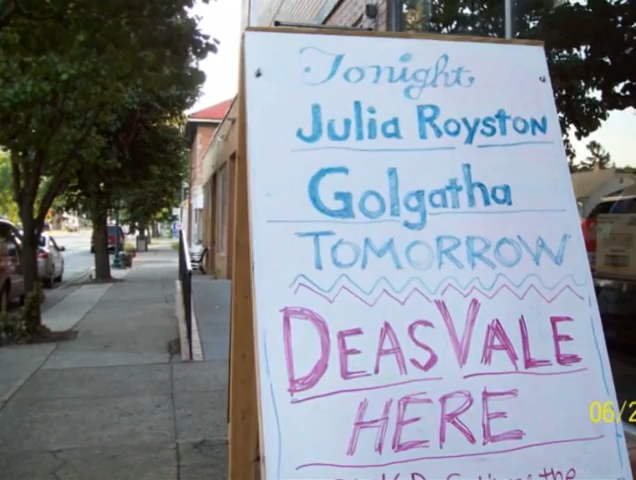 Tonight
Julia Royston
Golgatha
TOMORROW
DEASVALE
HERE
06/2